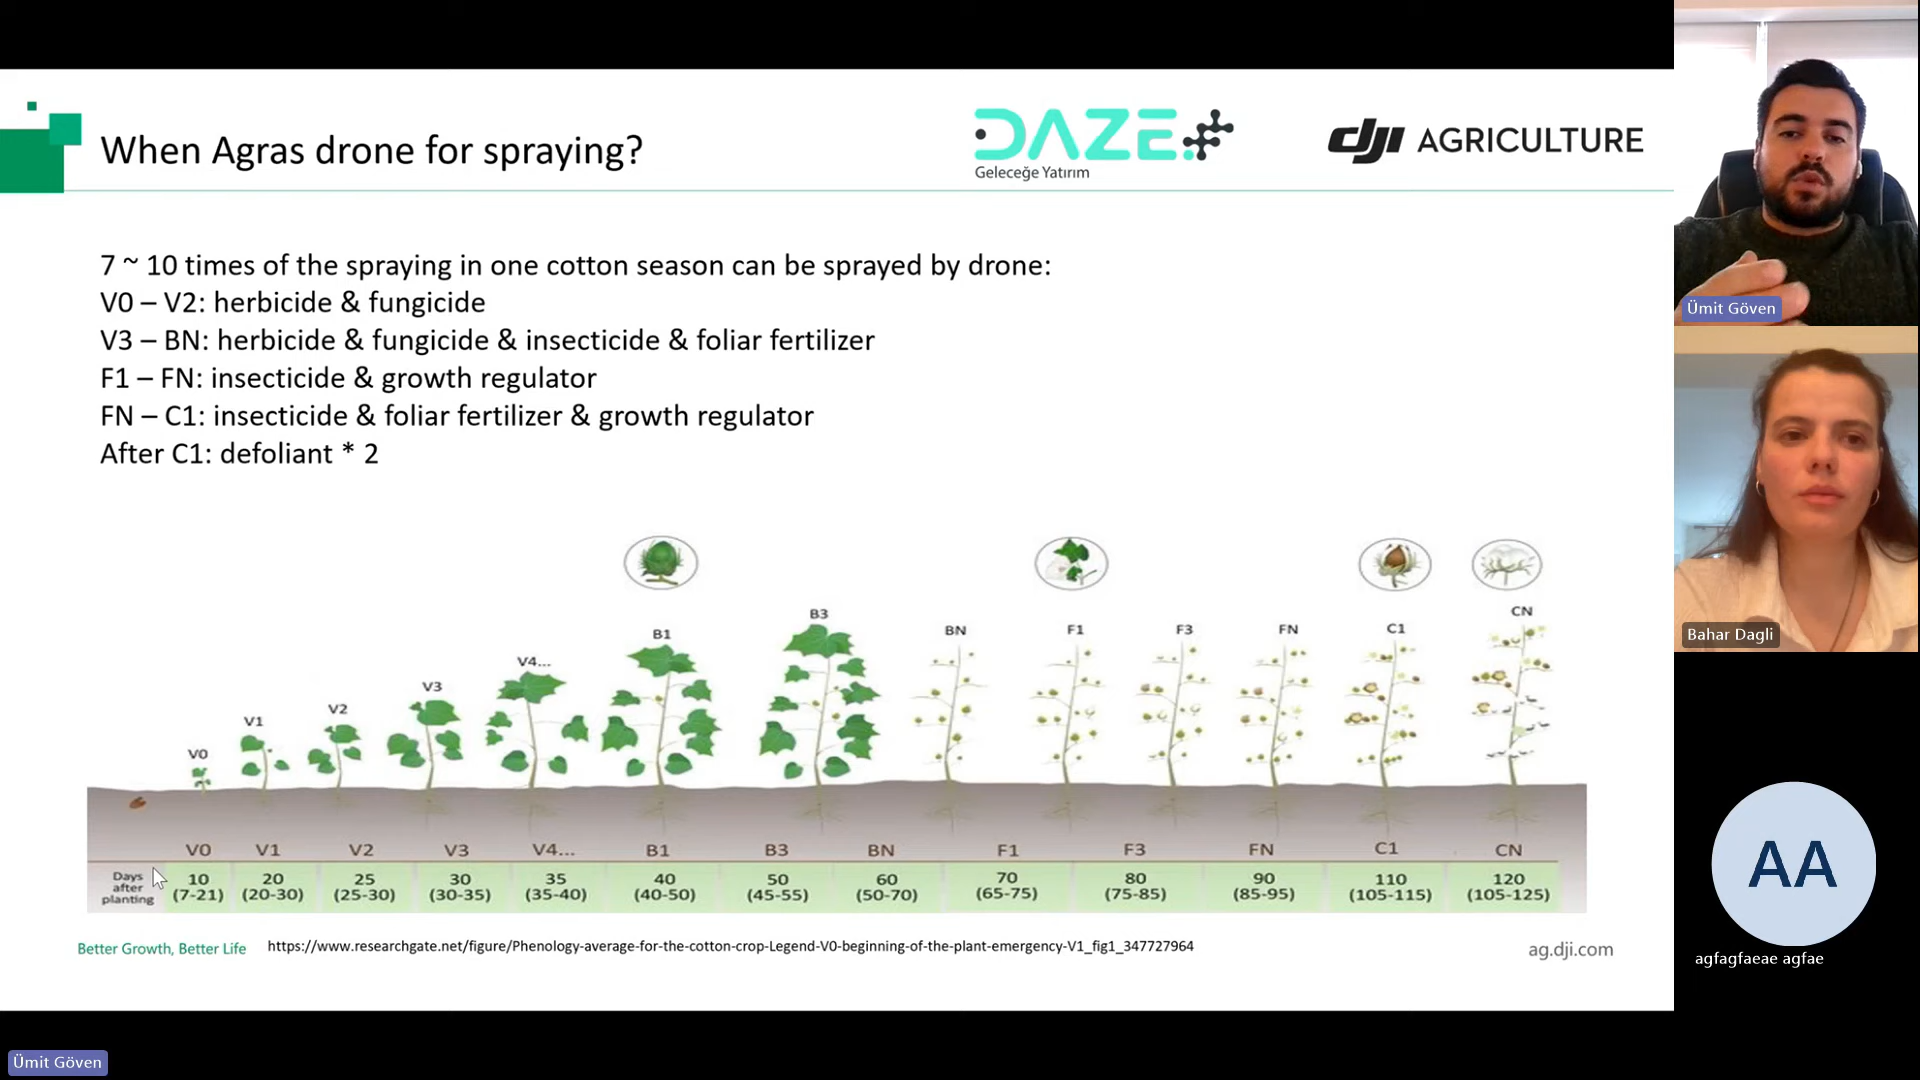 When Agras drone for spraying?
DAZE.
Geleceğe Yatırım
dji AGRICULTURE
7 ~ 10 times of the spraying in one cotton season can be sprayed by drone:
V0 – V2: herbicide & fungicide
V3 – BN: herbicide & fungicide & insecticide & foliar fertilizer
F1 – FN: insecticide & growth regulator
FN – C1: insecticide & foliar fertilizer & growth regulator
After C1: defoliant * 2
V0 V1 V2 V3 V4... B1 B3 BN F1 F3 FN C1 CN
V0 V1 V2 V3 V4... B1 B3 BN F1 F3 FN C1 CN
Days after planting
10 20 25 30 35 40 50 60 70 80 90 110 120
(7-21) (20-30) (25-30) (30-35) (35-40) (40-50) (45-55) (50-70) (65-75) (75-85) (85-95) (105-115) (105-125)
Better Growth, Better Life
https://www.researchgate.net/figure/Phenology-average-for-the-cotton-crop-Legend-V0-beginning-of-the-plant-emergency-V1_fig1_347727964
ag.dji.com
Ümit Göven
Bahar Dagli
AA
agfagfaeae agfae
Ümit Göven